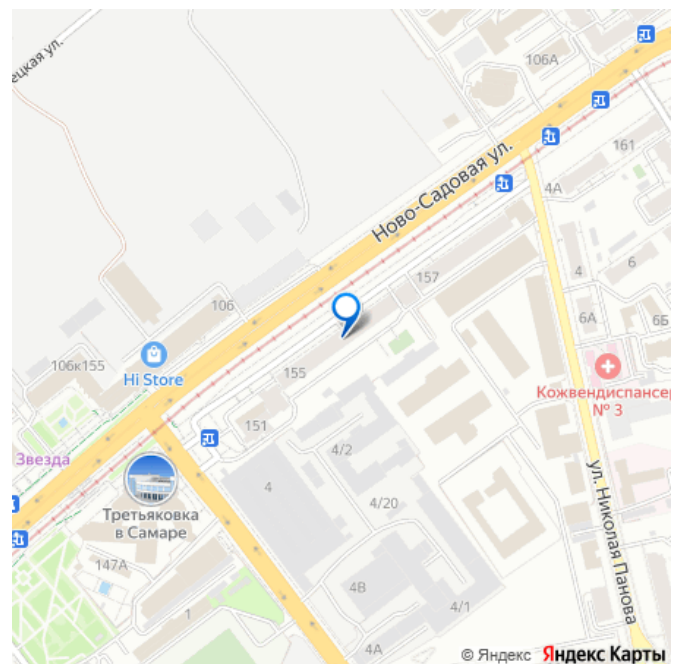 ецкая ул.
106А
161
Ново-Садовая ул.
4А
157
4
6
106
6А
6Б
106к155
Hi Store
155
Кожвендиспансер
№ 3
151
Звезда
4/2
4
4/20
Третьяковка
в Самаре
ул. Николая Панова
147А
4В
1
4/1
4А
© Яндекс Яндекс Карты